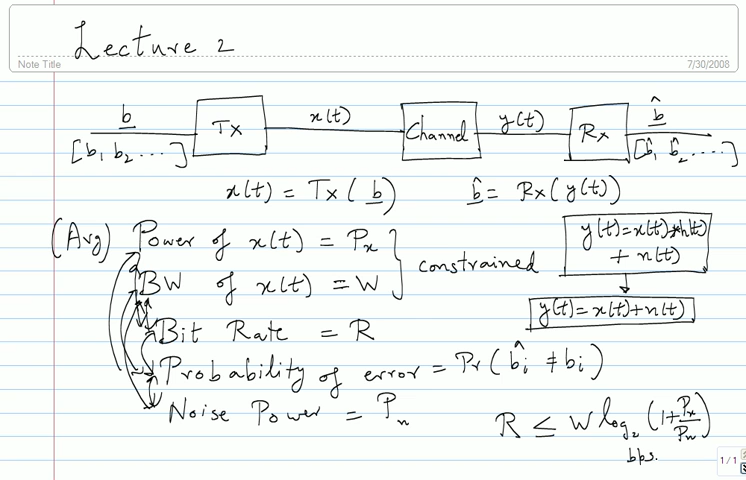 Lecture 2
Note Title
7/30/2008
b Tx x(t) Channel y(t) Rx b̂
[b₁ b₂ ....] [b̂₁ b̂₂ ....]
x(t) = Tx(b) b̂ = Rx(y(t))
(Avg) Power of x(t) = Pₓ
BW of x(t) = W
constrained
y(t)=x(t)*h(t)
+ n(t)
y(t)=x(t)+n(t)
Bit Rate = R
Probability of error = Pr(b̂ᵢ ≠ bᵢ)
Noise Power = Pₙ
R ≤ W log₂ (1+Pₓ/Pₙ)
bps.
1/1